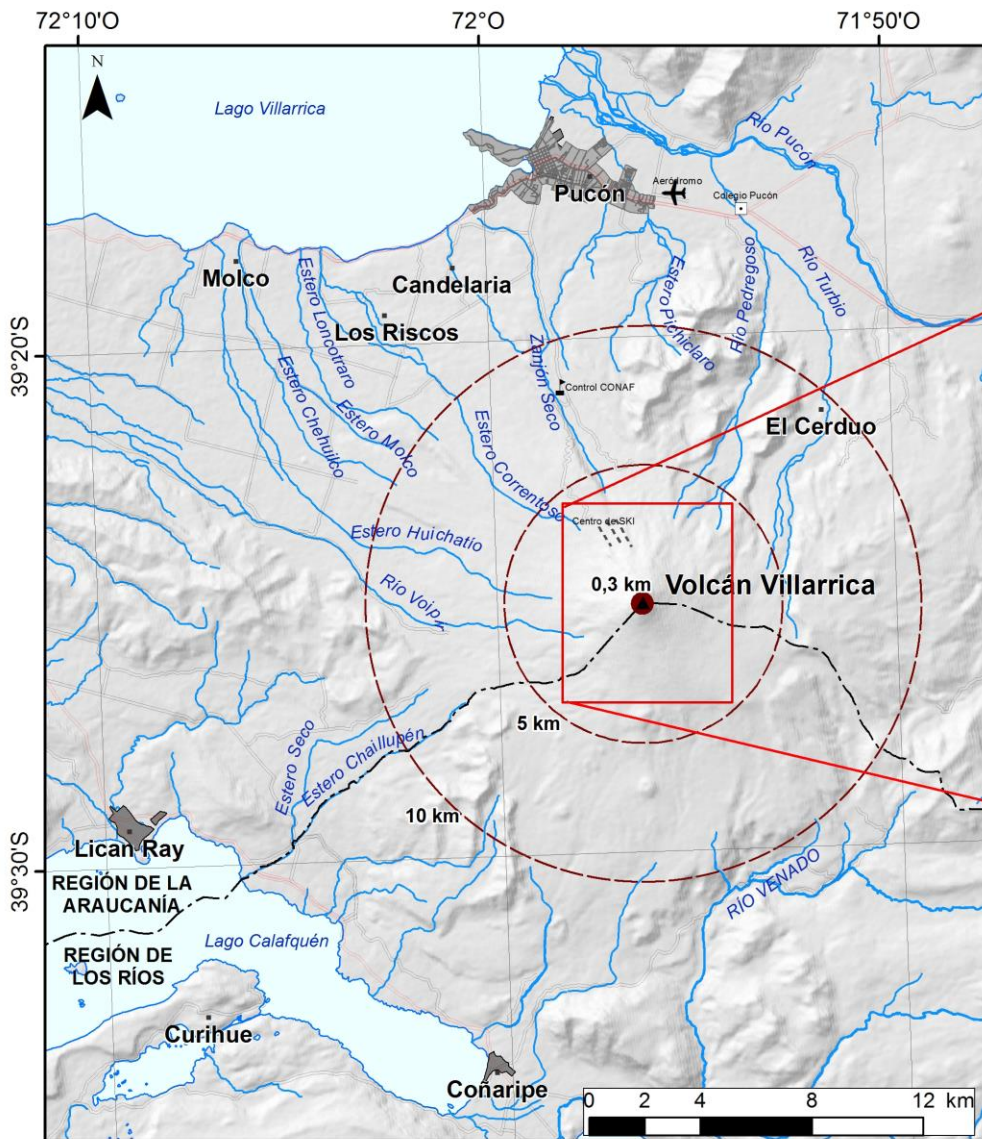 72°10'O
72°O
71°50'O
N
Lago Villarrica
Río Pucón
Pucón
Aeródromo
Colegio Pucón
Molco
Candelaria
Los Riscos
Estero Loncotraro
Estero Pichiclaro
Río Pedregoso
Río Turbio
39°20'S
Zanjón Seco
Control CONAF
Estero Chehuilco
Estero Molco
El Cerduo
Estero Correntoso
Centro de SKI
Estero Huichatío
Río Voip
0,3 km
Volcán Villarrica
5 km
Estero Seco
Estero Chaillupén
10 km
Lican Ray
39°30'S
REGIÓN DE LA
ARAUCANÍA
RÍO VENADO
REGIÓN DE
LOS RÍOS
Lago Calafquén
Curihue
Coñaripe
0 2 4 8 12 km